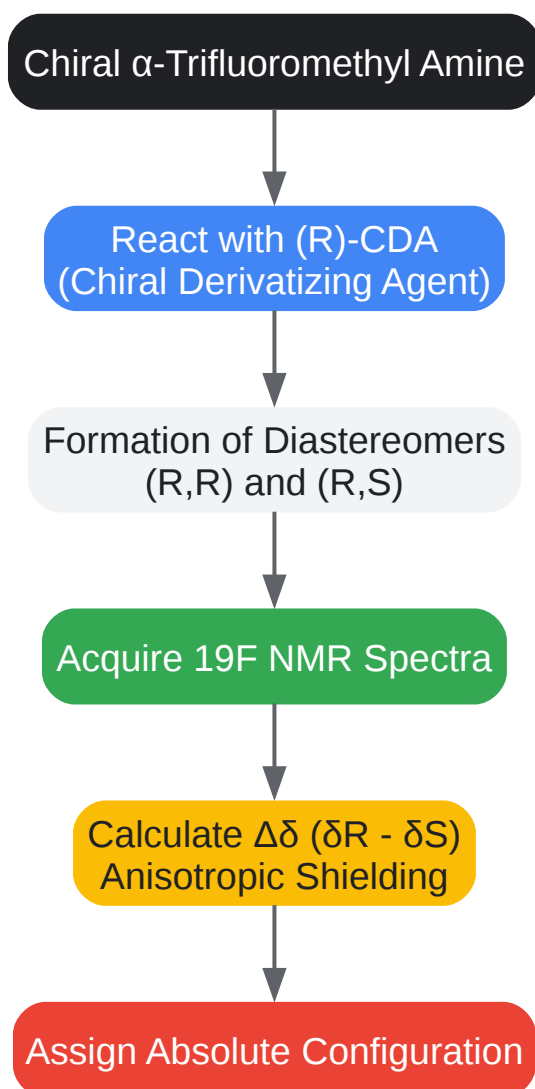 Chiral α-Trifluoromethyl Amine
React with (R)-CDA
(Chiral Derivatizing Agent)
Formation of Diastereomers
(R,R) and (R,S)
Acquire 19F NMR Spectra
Calculate Δδ (δR - δS)
Anisotropic Shielding
Assign Absolute Configuration